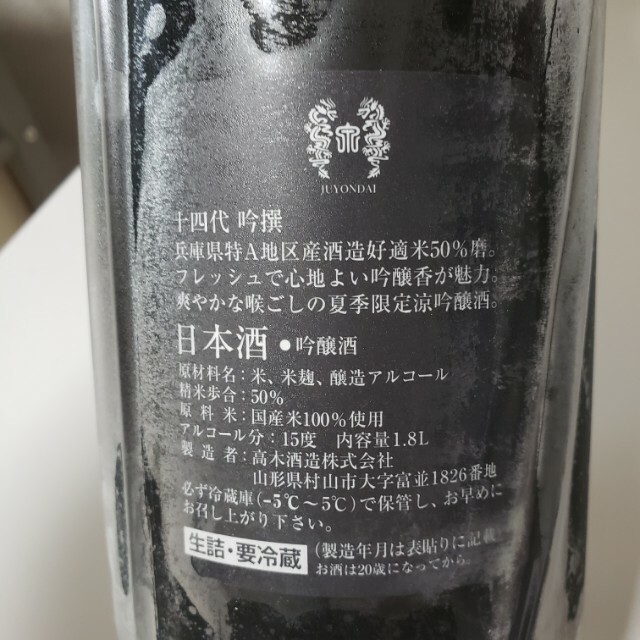 JUYONDAI
十四代 吟撰
兵庫県特A地区産酒造好適米50%磨。
フレッシュで心地よい吟醸香が魅力。
爽やかな喉ごしの夏季限定涼吟醸酒。
日本酒 ●吟醸酒
原材料名：米、米麹、醸造アルコール
精米歩合：50%
原料米：国産米100%使用
アルコール分：15度 内容量1.8L
製造者：高木酒造株式会社
山形県村山市大字富並1826番地
必ず冷蔵庫(-5℃～5℃)で保管し、お早めに
お召し上がり下さい。
生詰・要冷蔵
(製造年月は表貼りに記載
お酒は20歳になってから